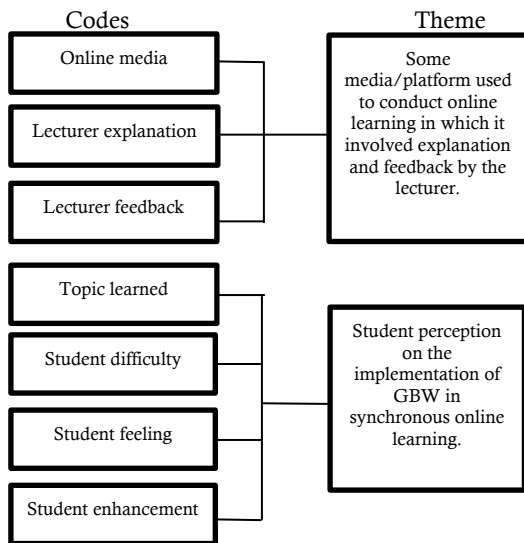 Codes
Theme
Online media
Lecturer explanation
Lecturer feedback
Some
media/platform used
to conduct online
learning in which it
involved explanation
and feedback by the
lecturer.
Topic learned
Student difficulty
Student feeling
Student enhancement
Student perception
on the
implementation of
GBW in
synchronous online
learning.